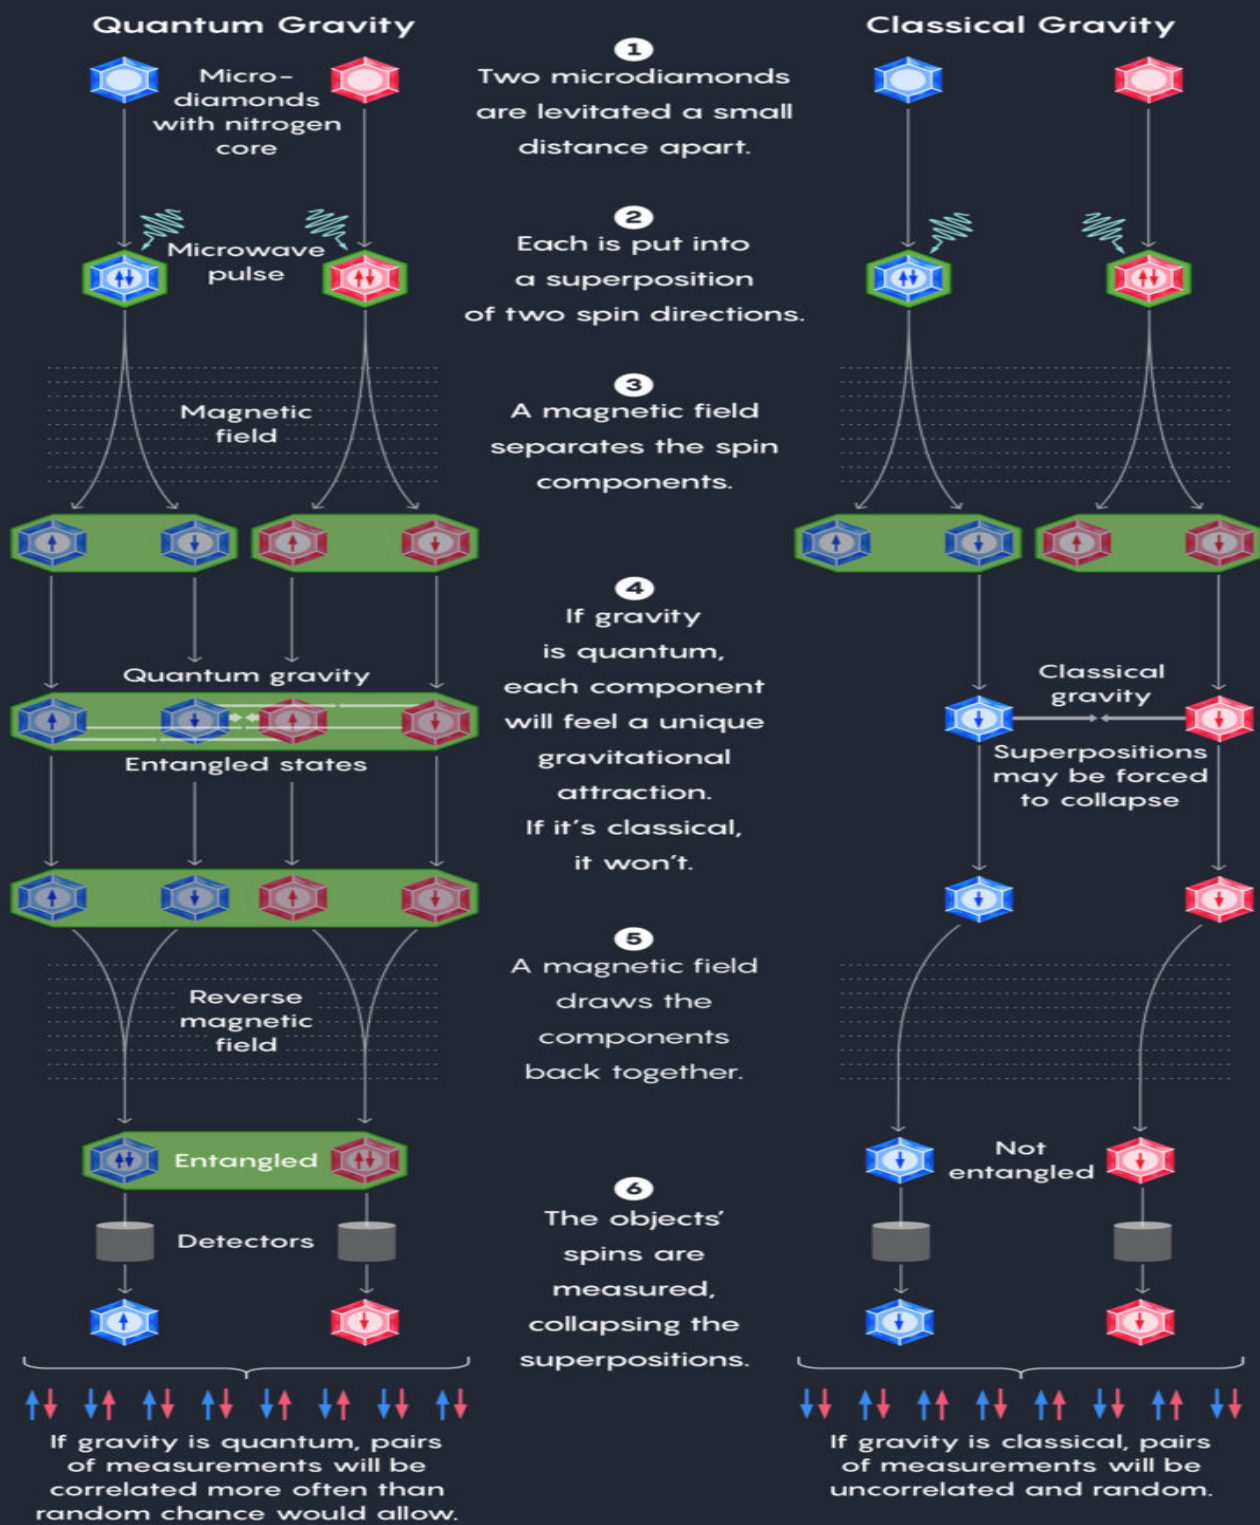 Quantum Gravity
Classical Gravity
Micro-
diamonds
with nitrogen
core
1
Two microdiamonds
are levitated a small
distance apart.
Microwave
pulse
2
Each is put into
a superposition
of two spin directions.
Magnetic
field
3
A magnetic field
separates the spin
components.
Quantum gravity
Entangled states
4
If gravity
is quantum,
each component
will feel a unique
gravitational
attraction.
If it's classical,
it won't.
Classical
gravity
Superpositions
may be forced
to collapse
Reverse
magnetic
field
5
A magnetic field
draws the
components
back together.
Entangled
Not
entangled
Detectors
6
The objects'
spins are
measured,
collapsing the
superpositions.
If gravity is quantum, pairs
of measurements will be
correlated more often than
random chance would allow.
If gravity is classical, pairs
of measurements will be
uncorrelated and random.